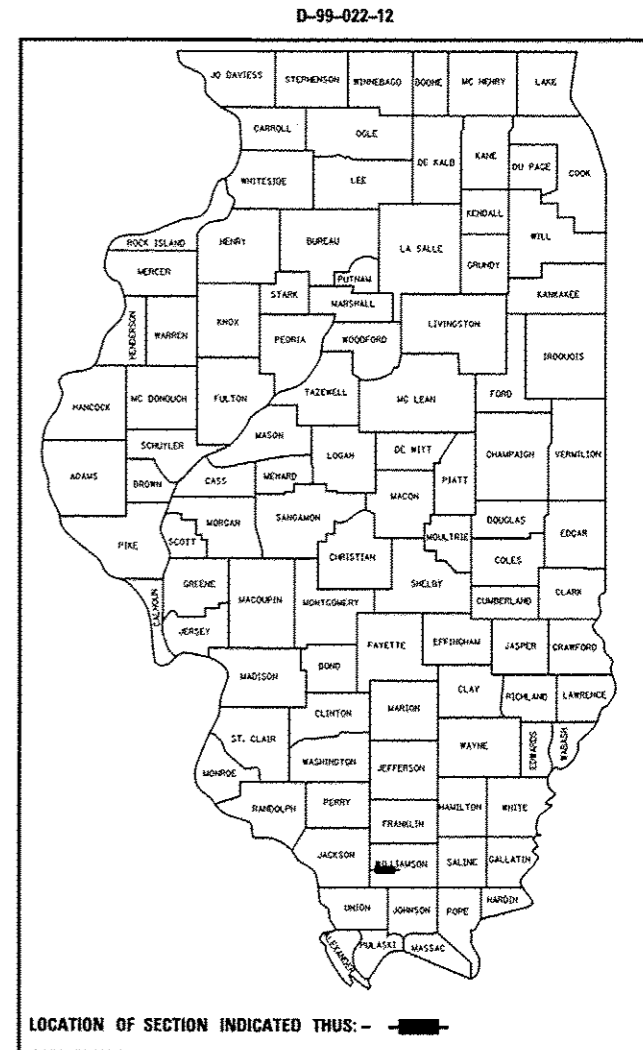 D-99-022-12
JO DAVIESS STEPHENSON WINNEBAGO BOONE MC HENRY LAKE
CARROLL OGLE DE KALB KANE DU PAGE COOK
WHITESIDE LEE
KENDALL
ROCK ISLAND HENRY BUREAU LA SALLE WILL
GRUNDY
MERCER PUTNAM
STARK KANKAKEE
MARSHALL
HENDERSON WARREN KNOX PEORIA WOODFORD LIVINGSTON
IROQUOIS
HANCOCK MC DONOUGH FULTON TAZEWELL MC LEAN FORD
MASON
SCHUYLER LOGAN DE WITT CHAMPAIGN VERMILION
ADAMS BROWN CASS MENARD PIATT
MACON
MORGAN SANGAMON DOUGLAS
PIKE SCOTT MOULTRIE EDGAR
CHRISTIAN COLES
GREENE SHELBY
CALHOUN MACOUPIN MONTGOMERY CUMBERLAND CLARK
JERSEY
FAYETTE EFFINGHAM JASPER CRAWFORD
MADISON BOND
CLAY RICHLAND LAWRENCE
CLINTON MARION
ST. CLAIR WAYNE EDWARDS WABASH
MONROE WASHINGTON JEFFERSON
RANDOLPH PERRY HAMILTON WHITE
FRANKLIN
JACKSON WILLIAMSON SALINE GALLATIN
HARDIN
UNION JOHNSON POPE
ALEXANDER PULASKI MASSAC
LOCATION OF SECTION INDICATED THUS: -